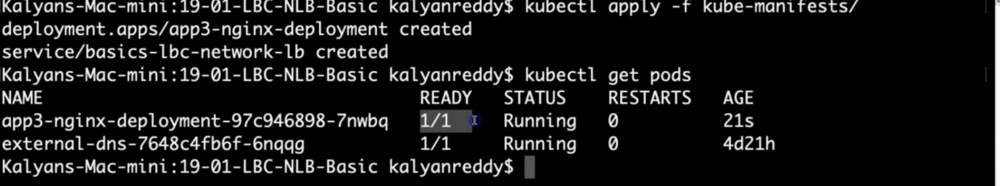 Kalyans-Mac-mini:19-01-LBC-NLB-Basic kalyanreddy$ kubectl apply -f kube-manifests/
deployment.apps/app3-nginx-deployment created
service/basics-lbc-network-lb created
Kalyans-Mac-mini:19-01-LBC-NLB-Basic kalyanreddy$ kubectl get pods
NAME READY STATUS RESTARTS AGE
app3-nginx-deployment-97c946898-7nwbq 1/1 Running 0 21s
external-dns-7648c4fb6f-6nqqg 1/1 Running 0 4d21h
Kalyans-Mac-mini:19-01-LBC-NLB-Basic kalyanreddy$